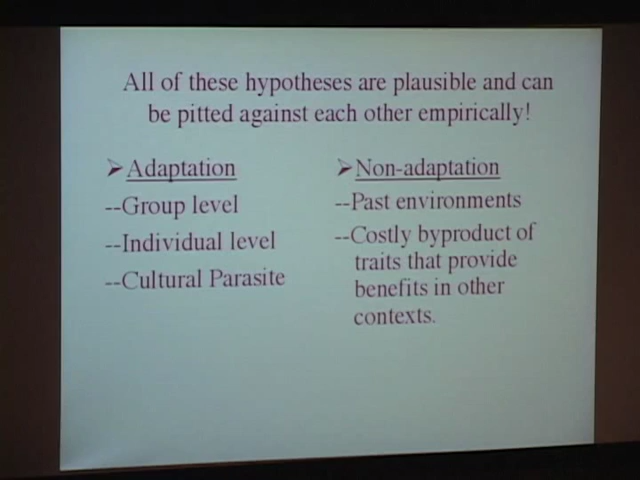 All of these hypotheses are plausible and can
be pitted against each other empirically!
➢Adaptation
--Group level
--Individual level
--Cultural Parasite
➢Non-adaptation
--Past environments
--Costly byproduct of
traits that provide
benefits in other
contexts.